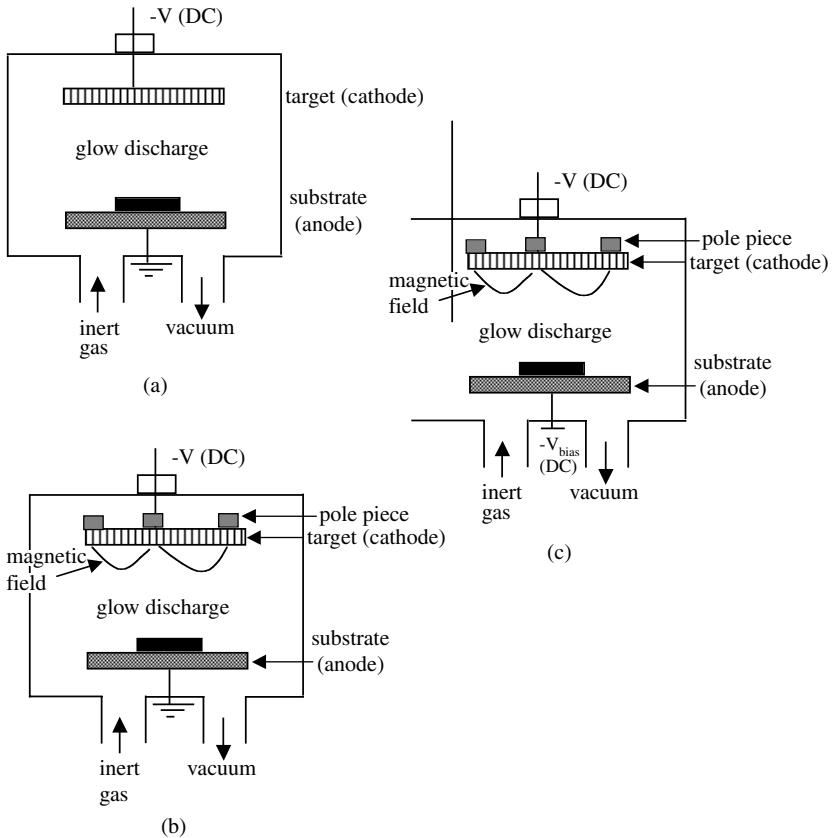 -V (DC)
target (cathode)
glow discharge
substrate
(anode)
inert
gas
vacuum
(a)
-V (DC)
pole piece
target (cathode)
magnetic
field
glow discharge
substrate
(anode)
inert
gas
vacuum
(b)
-V (DC)
pole piece
target (cathode)
magnetic
field
glow discharge
substrate
(anode)
-Vbias
(DC)
inert
gas
vacuum
(c)